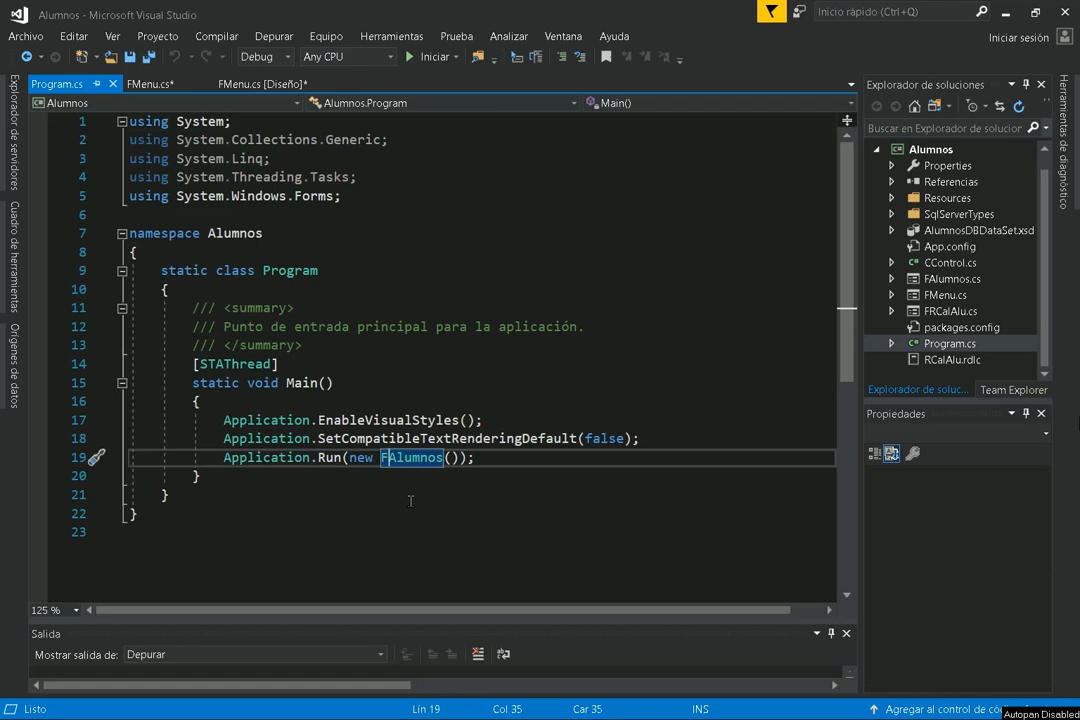 Alumnos - Microsoft Visual Studio
Inicio rápido (Ctrl+Q)
Archivo Editar Ver Proyecto Compilar Depurar Equipo Herramientas Prueba Analizar Ventana Ayuda
Iniciar sesión
Debug Any CPU Iniciar
Explorador de servidores
Cuadro de herramientas
Orígenes de datos
Program.cs FMenu.cs* FMenu.cs [Diseño]*
Alumnos Alumnos.Program Main()
1 using System;
2 using System.Collections.Generic;
3 using System.Linq;
4 using System.Threading.Tasks;
5 using System.Windows.Forms;
6
7 namespace Alumnos
8 {
9 static class Program
10 {
11 /// <summary>
12 /// Punto de entrada principal para la aplicación.
13 /// </summary>
14 [STAThread]
15 static void Main()
16 {
17 Application.EnableVisualStyles();
18 Application.SetCompatibleTextRenderingDefault(false);
19 Application.Run(new FAlumnos());
20 }
21 }
22 }
23
125 %
Salida
Mostrar salida de: Depurar
Explorador de soluciones
Buscar en Explorador de solucior
Alumnos
Properties
Referencias
Resources
SqlServerTypes
AlumnosDBDataSet.xsd
App.config
CControl.cs
FAlumnos.cs
FMenu.cs
FRCalAlu.cs
packages.config
Program.cs
RCalAlu.rdlc
Explorador de soluc... Team Explorer
Propiedades
Herramientas de diagnóstico
Listo Lín 19 Col 35 Car 35 INS Agregar al control de có
Autopan Disabled